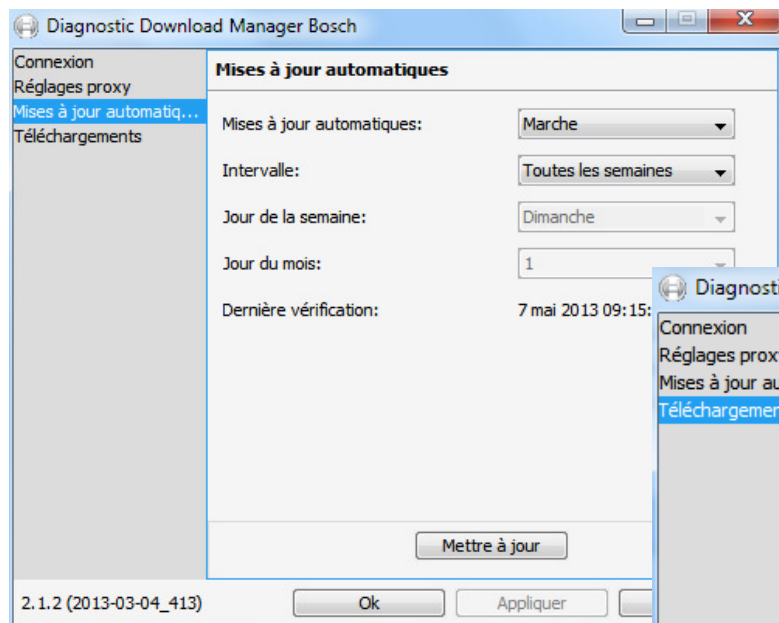 Diagnostic Download Manager Bosch
Connexion
Réglages proxy
Mises à jour automatiq...
Téléchargements
Mises à jour automatiques
Mises à jour automatiques: Marche
Intervalle: Toutes les semaines
Jour de la semaine: Dimanche
Jour du mois: 1
Dernière vérification: 7 mai 2013 09:15:
Mettre à jour
2.1.2 (2013-03-04_413)
Ok
Appliquer
Diagnosti
Connexion
Réglages prox
Mises à jour au
Téléchargemen